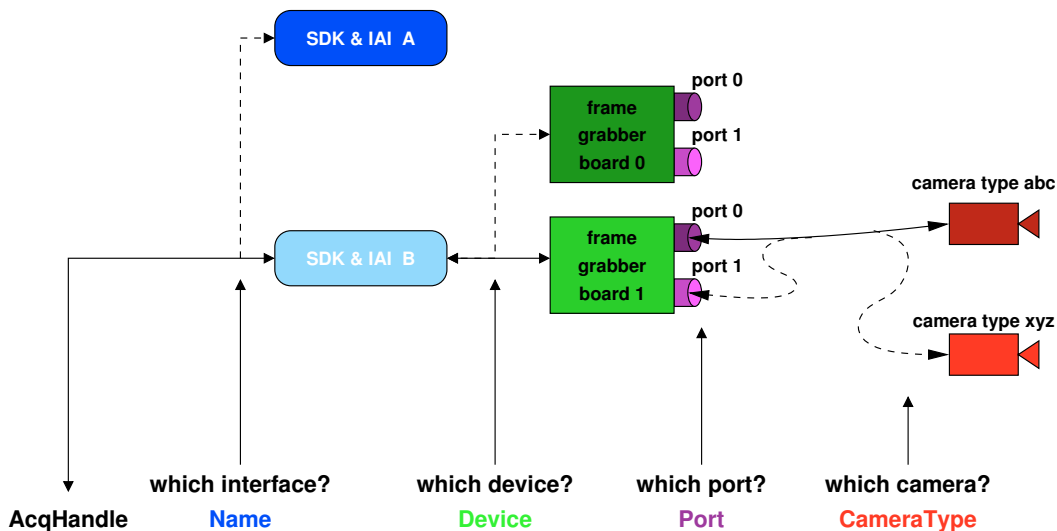 SDK & IAI  A
port 0
frame
grabber
board 0
port 1
camera type abc
port 0
SDK & IAI  B
frame
grabber
board 1
port 1
camera type xyz
which interface?
which device?
which port?
which camera?
AcqHandle
Name
Device
Port
CameraType